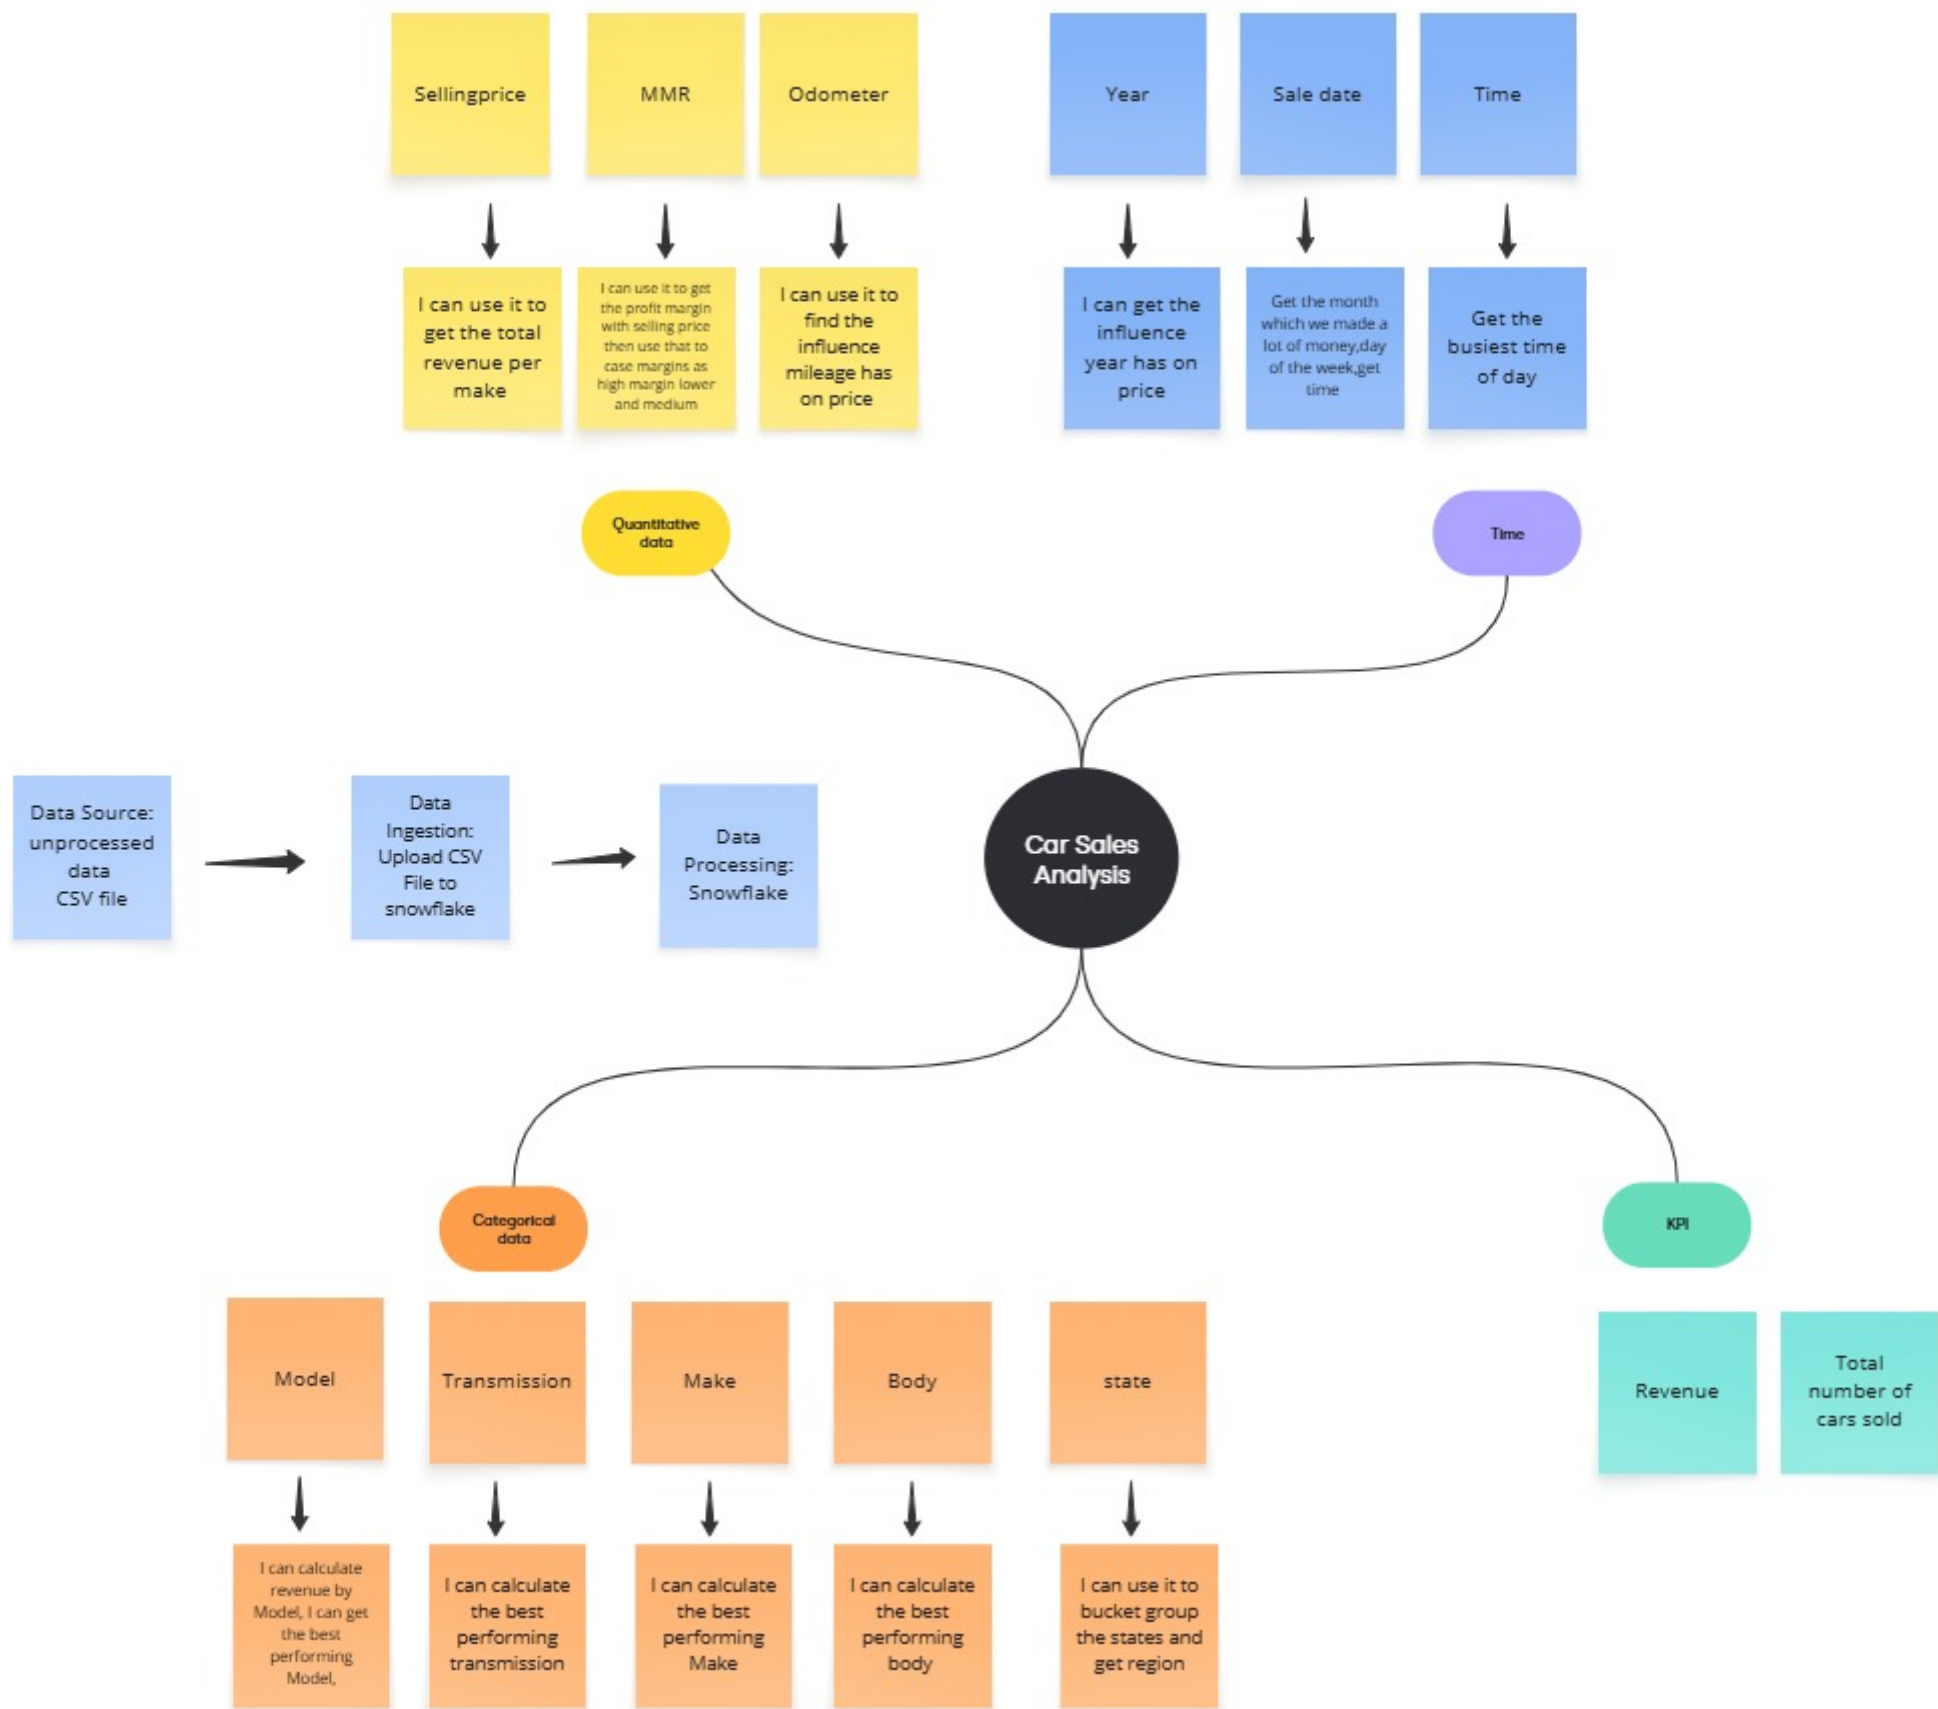 Sellingprice
MMR
Odometer
Year
Sale date
Time
I can use it to
get the total
revenue per
make
I can use it to get
the profit margin
with selling price
then use that to
case margins as
high margin lower
and medium
I can use it to
find the
influence
mileage has
on price
I can get the
influence
year has on
price
Get the month
which we made a
lot of money,day
of the week,get
time
Get the
busiest time
of day
Quantitative
data
Time
Data Source:
unprocessed
data
CSV file
Data
Ingestion:
Upload CSV
File to
snowflake
Data
Processing:
Snowflake
Car Sales
Analysis
Categorical
data
KPI
Model
Transmission
Make
Body
state
Revenue
Total
number of
cars sold
I can calculate
revenue by
Model, I can get
the best
performing
Model,
I can calculate
the best
performing
transmission
I can calculate
the best
performing
Make
I can calculate
the best
performing
body
I can use it to
bucket group
the states and
get region